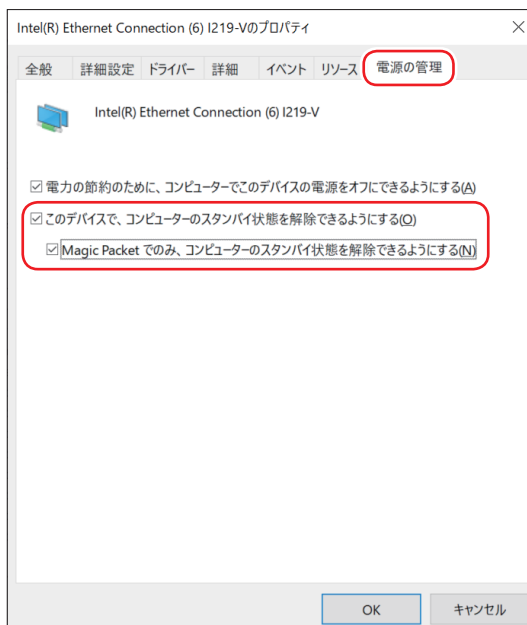 Intel(R) Ethernet Connection (6) I219-Vのプロパティ
全般 詳細設定 ドライバー 詳細 イベント リソース 電源の管理
Intel(R) Ethernet Connection (6) I219-V
電力の節約のために、コンピューターでこのデバイスの電源をオフにできるようにする(A)
このデバイスで、コンピューターのスタンバイ状態を解除できるようにする(O)
Magic Packet でのみ、コンピューターのスタンバイ状態を解除できるようにする(N)
OK キャンセル